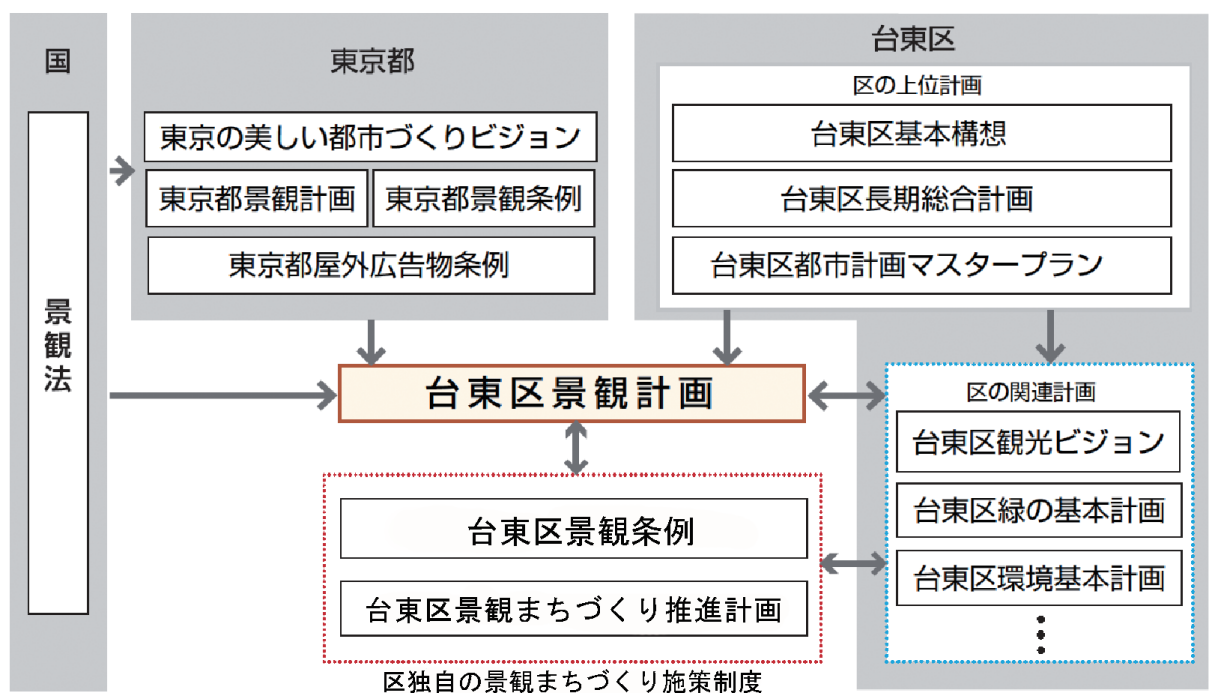 国
景観法
東京都
東京の美しい都市づくりビジョン
東京都景観計画
東京都景観条例
東京都屋外広告物条例
台東区
区の上位計画
台東区基本構想
台東区長期総合計画
台東区都市計画マスタープラン
台東区景観計画
区の関連計画
台東区観光ビジョン
台東区緑の基本計画
台東区環境基本計画
台東区景観条例
台東区景観まちづくり推進計画
区独自の景観まちづくり施策制度